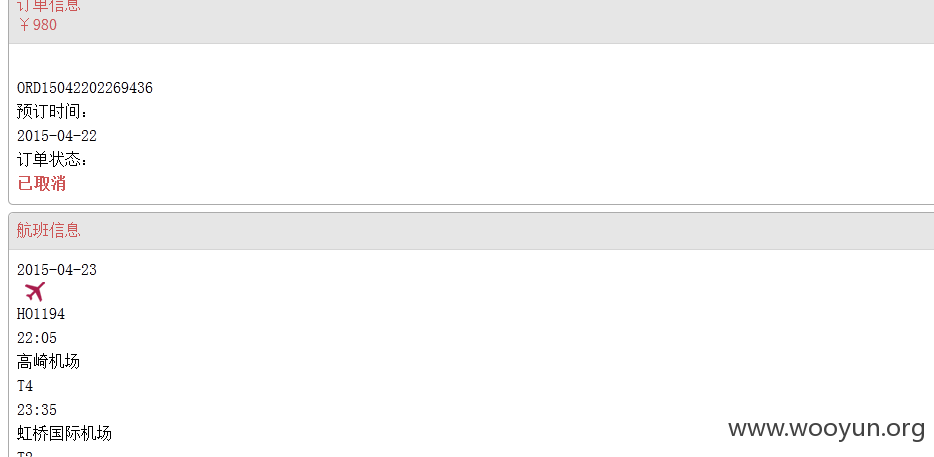 订单信息
￥980
ORD15042202269436
预订时间：
2015-04-22
订单状态：
已取消
航班信息
2015-04-23
HO1194
22:05
高崎机场
T4
23:35
虹桥国际机场
www.wooyun.org